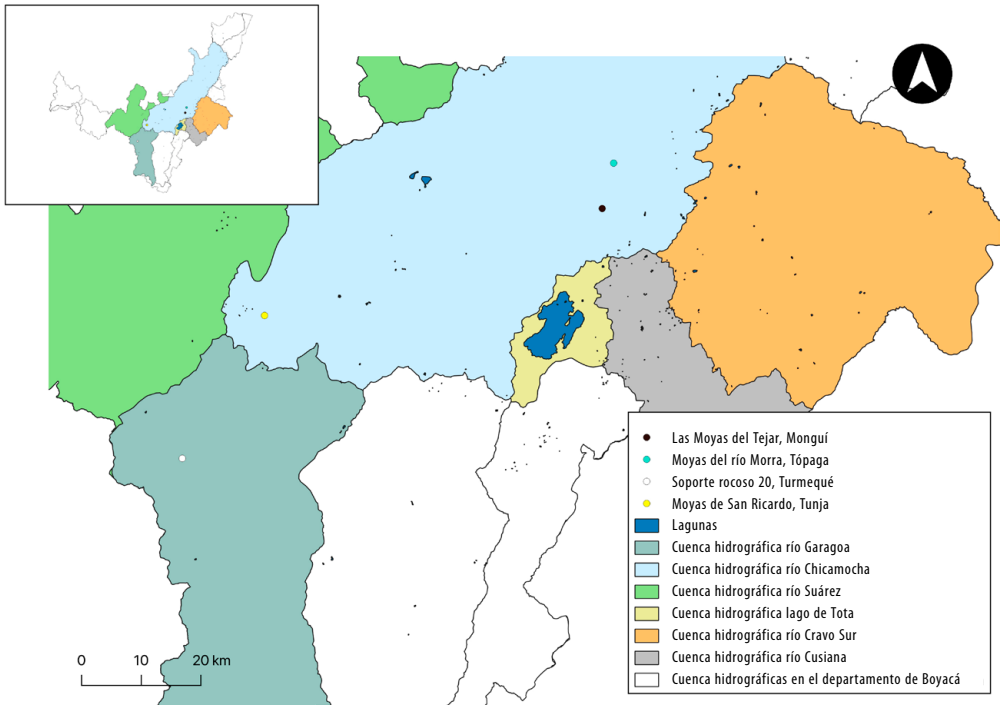 Las Moyas del Tejar, Monguí
Moyas del río Morra, Tópaga
Soporte rocoso 20, Turmequé
Moyas de San Ricardo, Tunja
Lagunas
Cuenca hidrográfica río Garagoa
Cuenca hidrográfica río Chicamocha
Cuenca hidrográfica río Suárez
Cuenca hidrográfica lago de Tota
Cuenca hidrográfica río Cravo Sur
Cuenca hidrográfica río Cusiana
Cuenca hidrográficas en el departamento de Boyacá
0 10 20 km